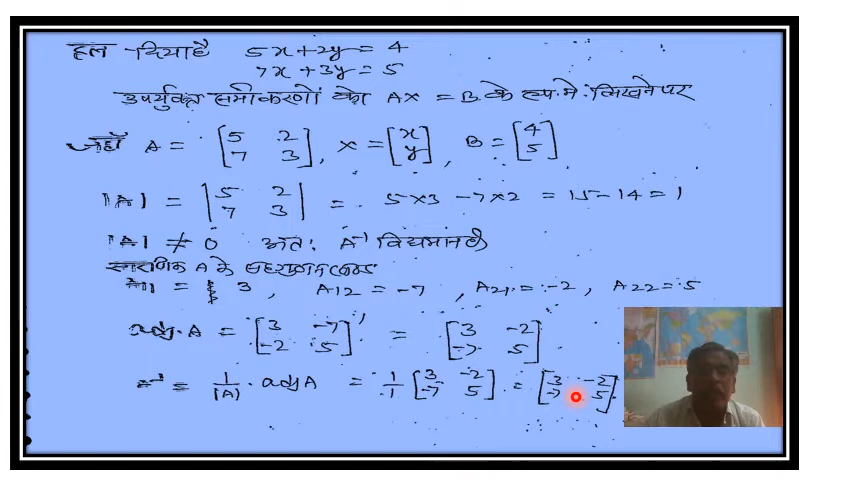 हल - दिया है 5x + 2y = 4
7x + 3y = 5
उपर्युक्त समीकरणों को AX = B के रूप में लिखने पर
जहाँ A = [5 2; 7 3], X = [x; y], B = [4; 5]
|A| = |5 2; 7 3| = 5×3 - 7×2 = 15 - 14 = 1
|A| ≠ 0 अतः A⁻¹ विद्यमान है
सारणिक A के
A11 = 3, A12 = -7, A21 = -2, A22 = 5
adj. A = [3 -7; -2 5]' = [3 -2; -7 5]
A⁻¹ = 1/|A| . adj A = 1/1 [3 -2; -7 5] = [3 -2; -7 5]